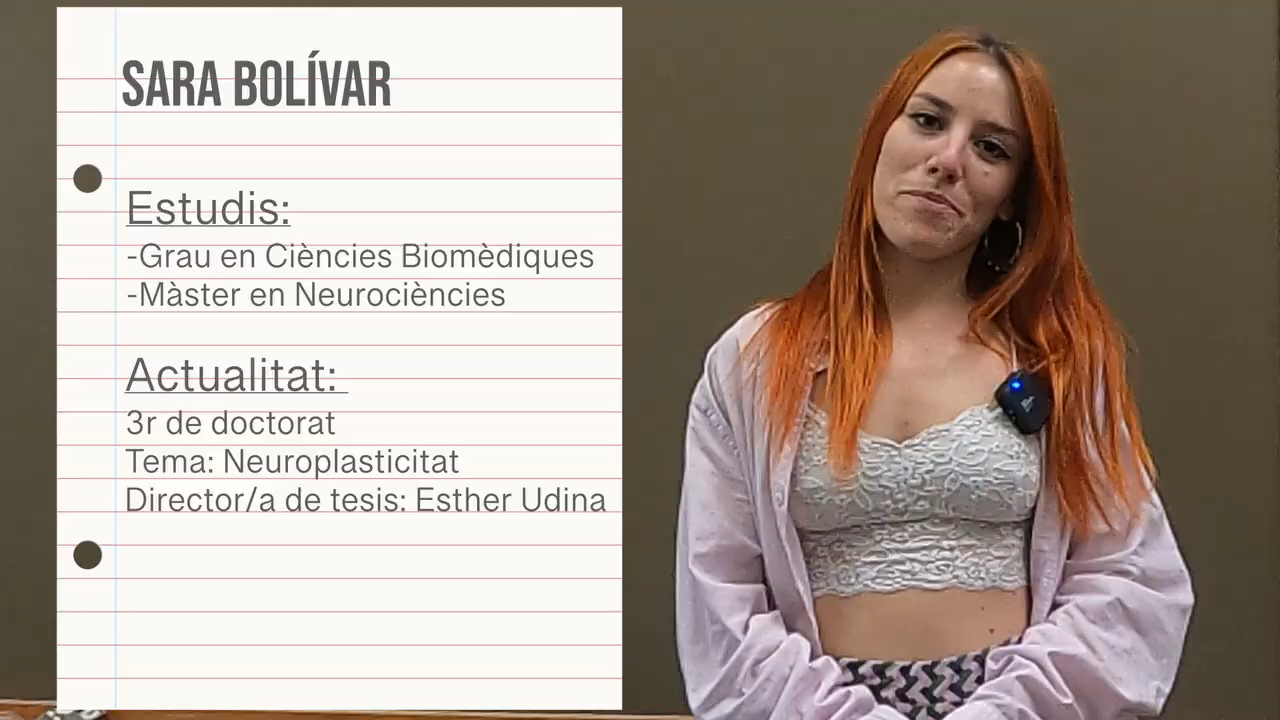 SARA BOLÍVAR
Estudis:
-Grau en Ciències Biomèdiques
-Màster en Neurociències
Actualitat:
3r de doctorat
Tema: Neuroplasticitat
Director/a de tesis: Esther Udina